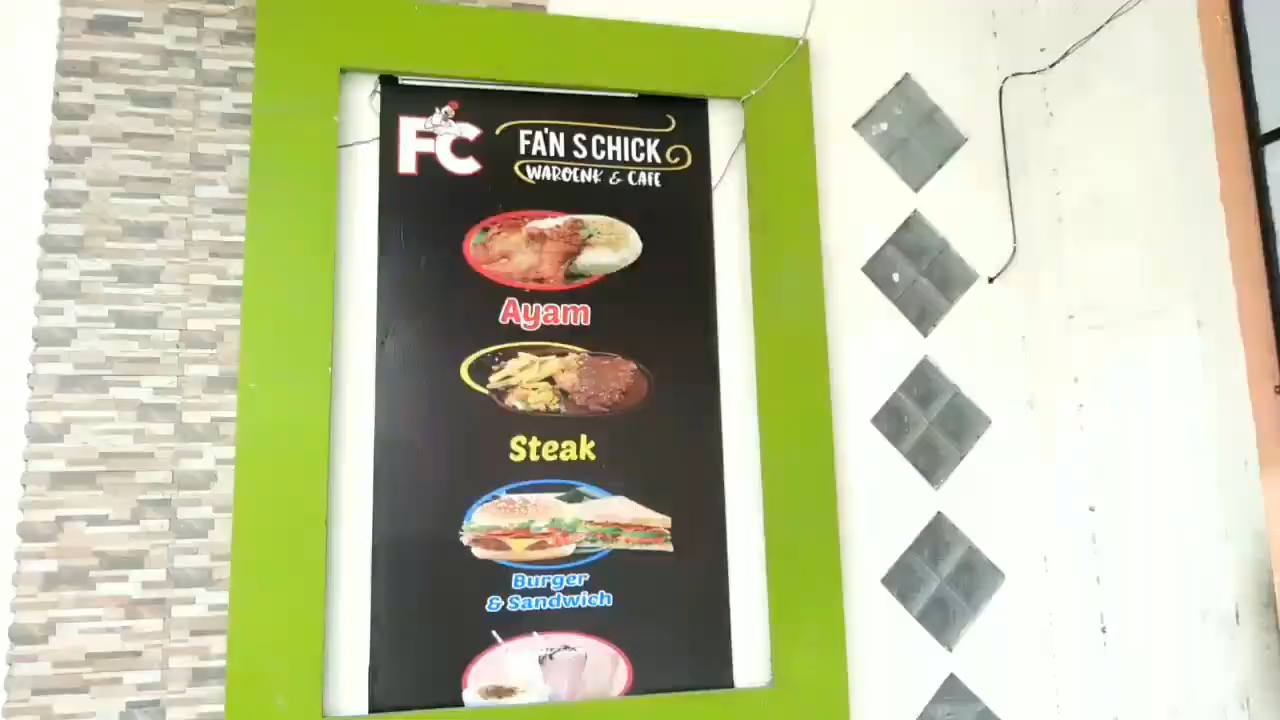 FC
FA'N S CHICK
WAROENK & CAFE
Ayam
Steak
Burger
& Sandwich